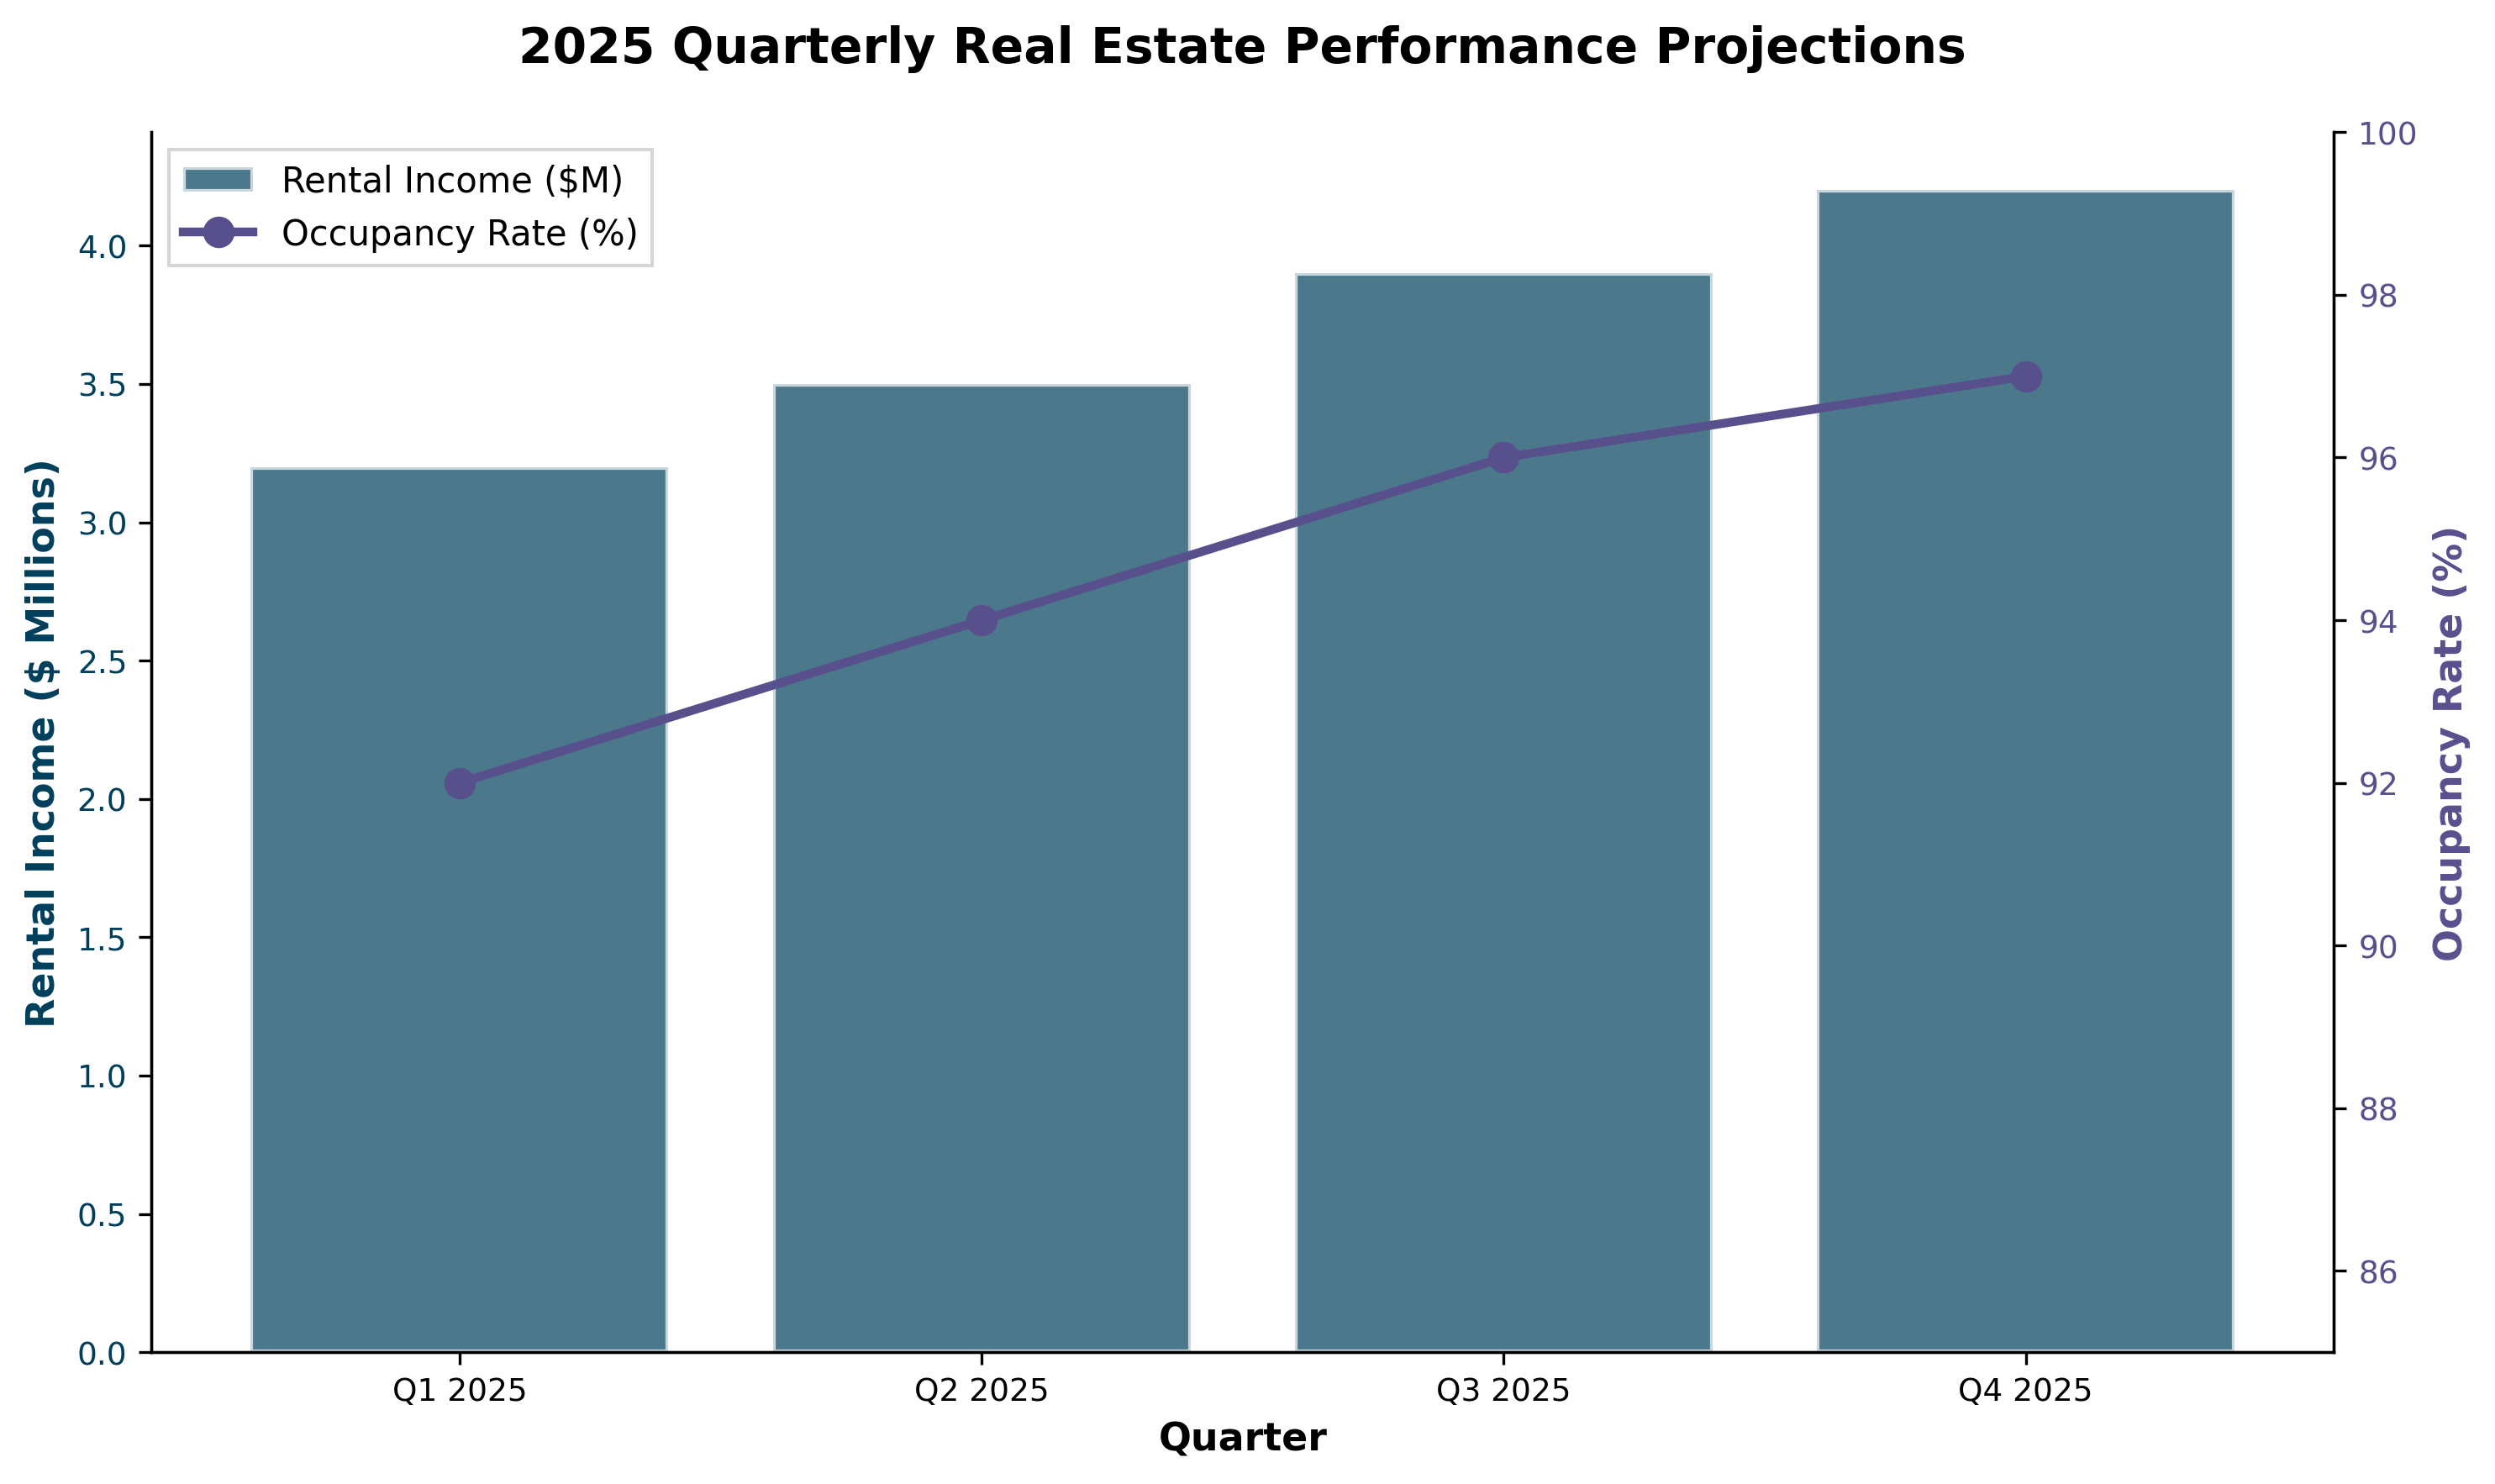 2025 Quarterly Real Estate Performance Projections
Rental Income ($M)
Occupancy Rate (%)
Rental Income ($ Millions)
4.0
3.5
3.0
2.5
2.0
1.5
1.0
0.5
0.0
100
98
96
94
92
90
88
86
Occupancy Rate (%)
Q1 2025 Q2 2025 Q3 2025 Q4 2025
Quarter